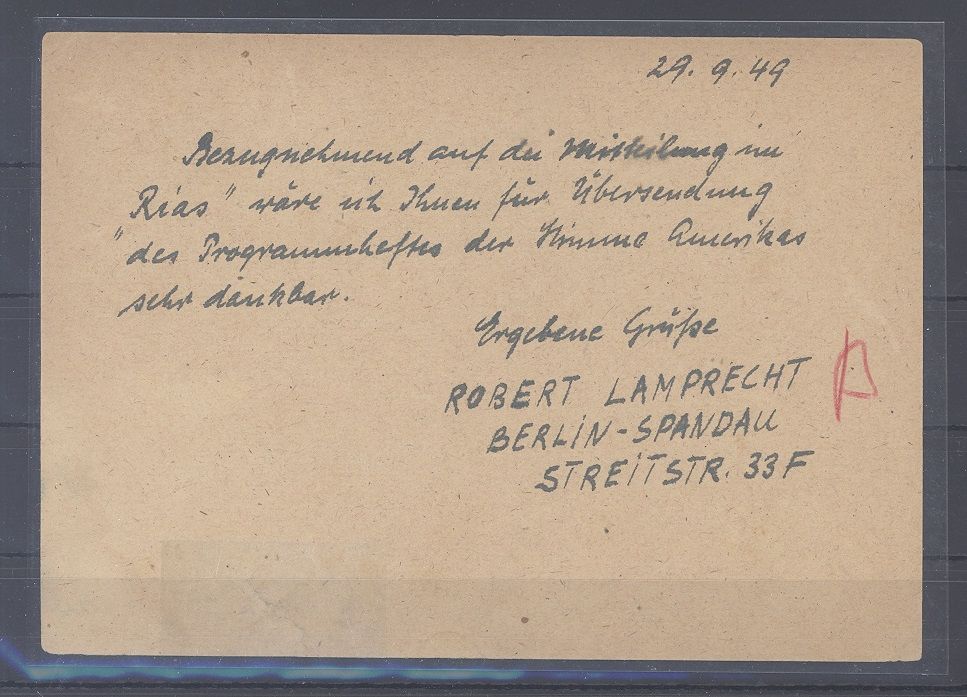 29. 9. 49
Bezugnehmend auf die Mitteilung im
„Rias" wäre ich Ihnen für Übersendung
des Programmheftes der Stimme Amerikas
sehr dankbar.
Ergebene Grüße
ROBERT LAMPRECHT
BERLIN-SPANDAU
STREITSTR. 33F